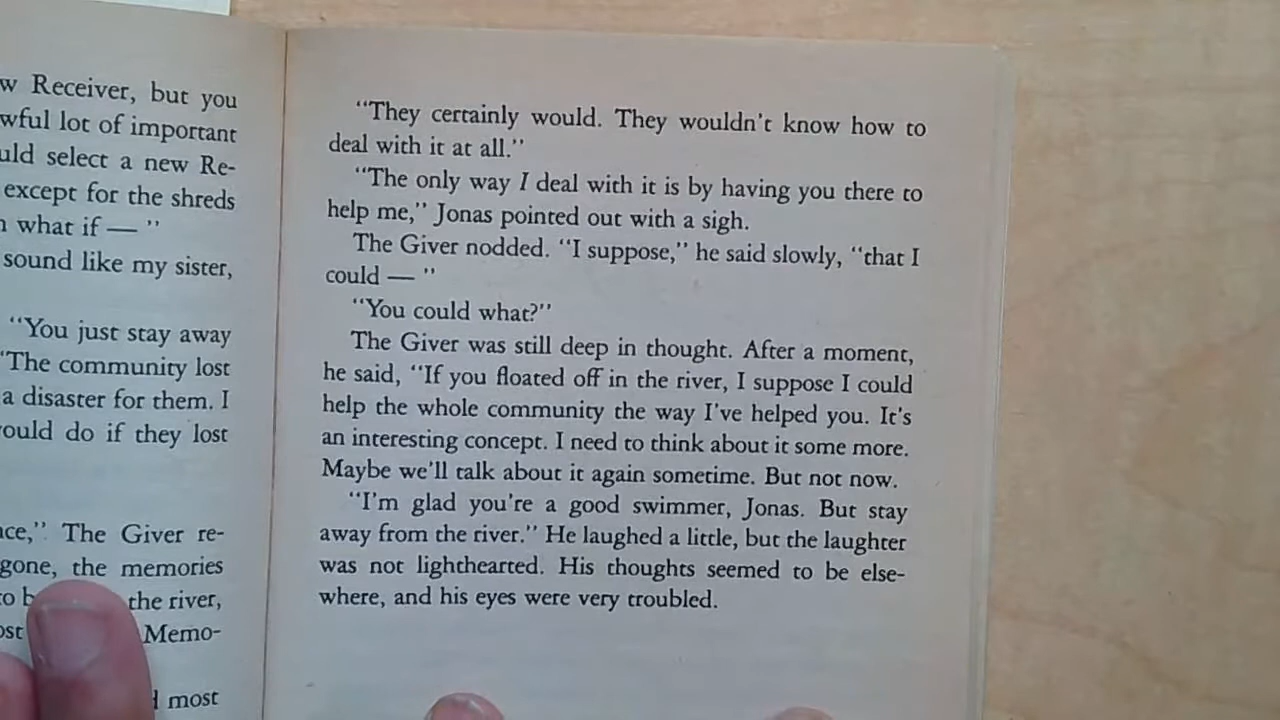 w Receiver, but you
wful lot of important
uld select a new Re-
except for the shreds
what if — ”
sound like my sister,
“You just stay away
“The community lost
a disaster for them. I
ould do if they lost
nce,” The Giver re-
gone, the memories
the river,
Memo-
most
“They certainly would. They wouldn't know how to
deal with it at all.”
“The only way I deal with it is by having you there to
help me,” Jonas pointed out with a sigh.
The Giver nodded. “I suppose,” he said slowly, “that I
could — ”
“You could what?”
The Giver was still deep in thought. After a moment,
he said, “If you floated off in the river, I suppose I could
help the whole community the way I've helped you. It's
an interesting concept. I need to think about it some more.
Maybe we'll talk about it again sometime. But not now.
“I'm glad you're a good swimmer, Jonas. But stay
away from the river.” He laughed a little, but the laughter
was not lighthearted. His thoughts seemed to be else-
where, and his eyes were very troubled.